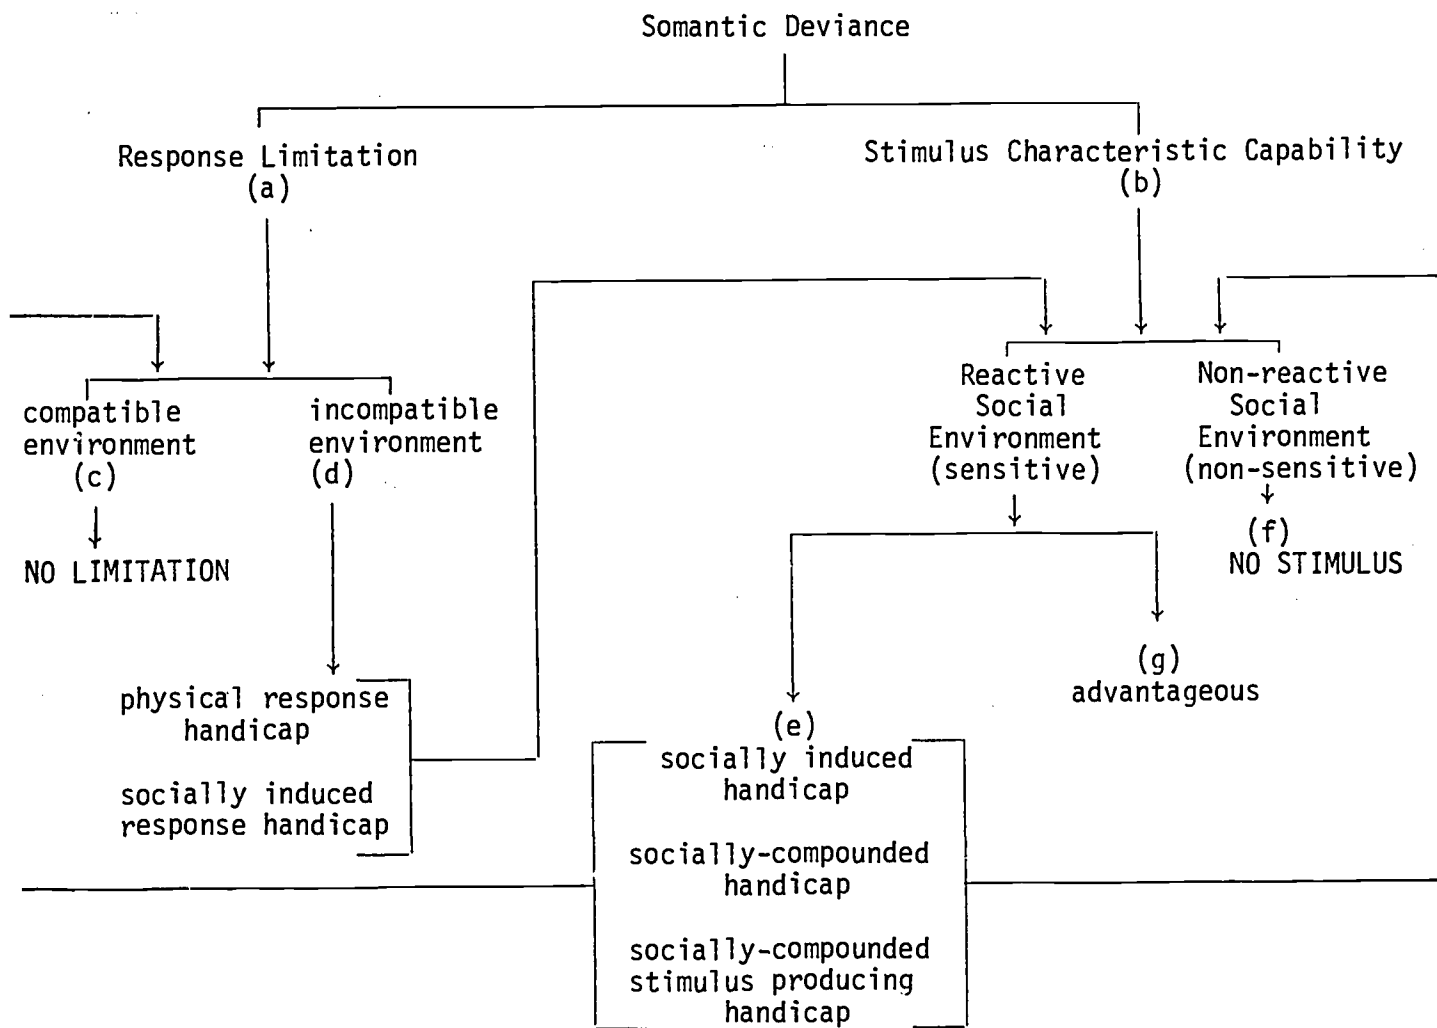 Somantic Deviance
Response Limitation
(a)
Stimulus Characteristic Capability
(b)
compatible
environment
(c)
NO LIMITATION
incompatible
environment
(d)
physical response
handicap
socially induced
response handicap
Reactive
Social
Environment
(sensitive)
Non-reactive
Social
Environment
(non-sensitive)
(f)
NO STIMULUS
(g)
advantageous
(e)
socially induced
handicap
socially-compounded
handicap
socially-compounded
stimulus producing
handicap